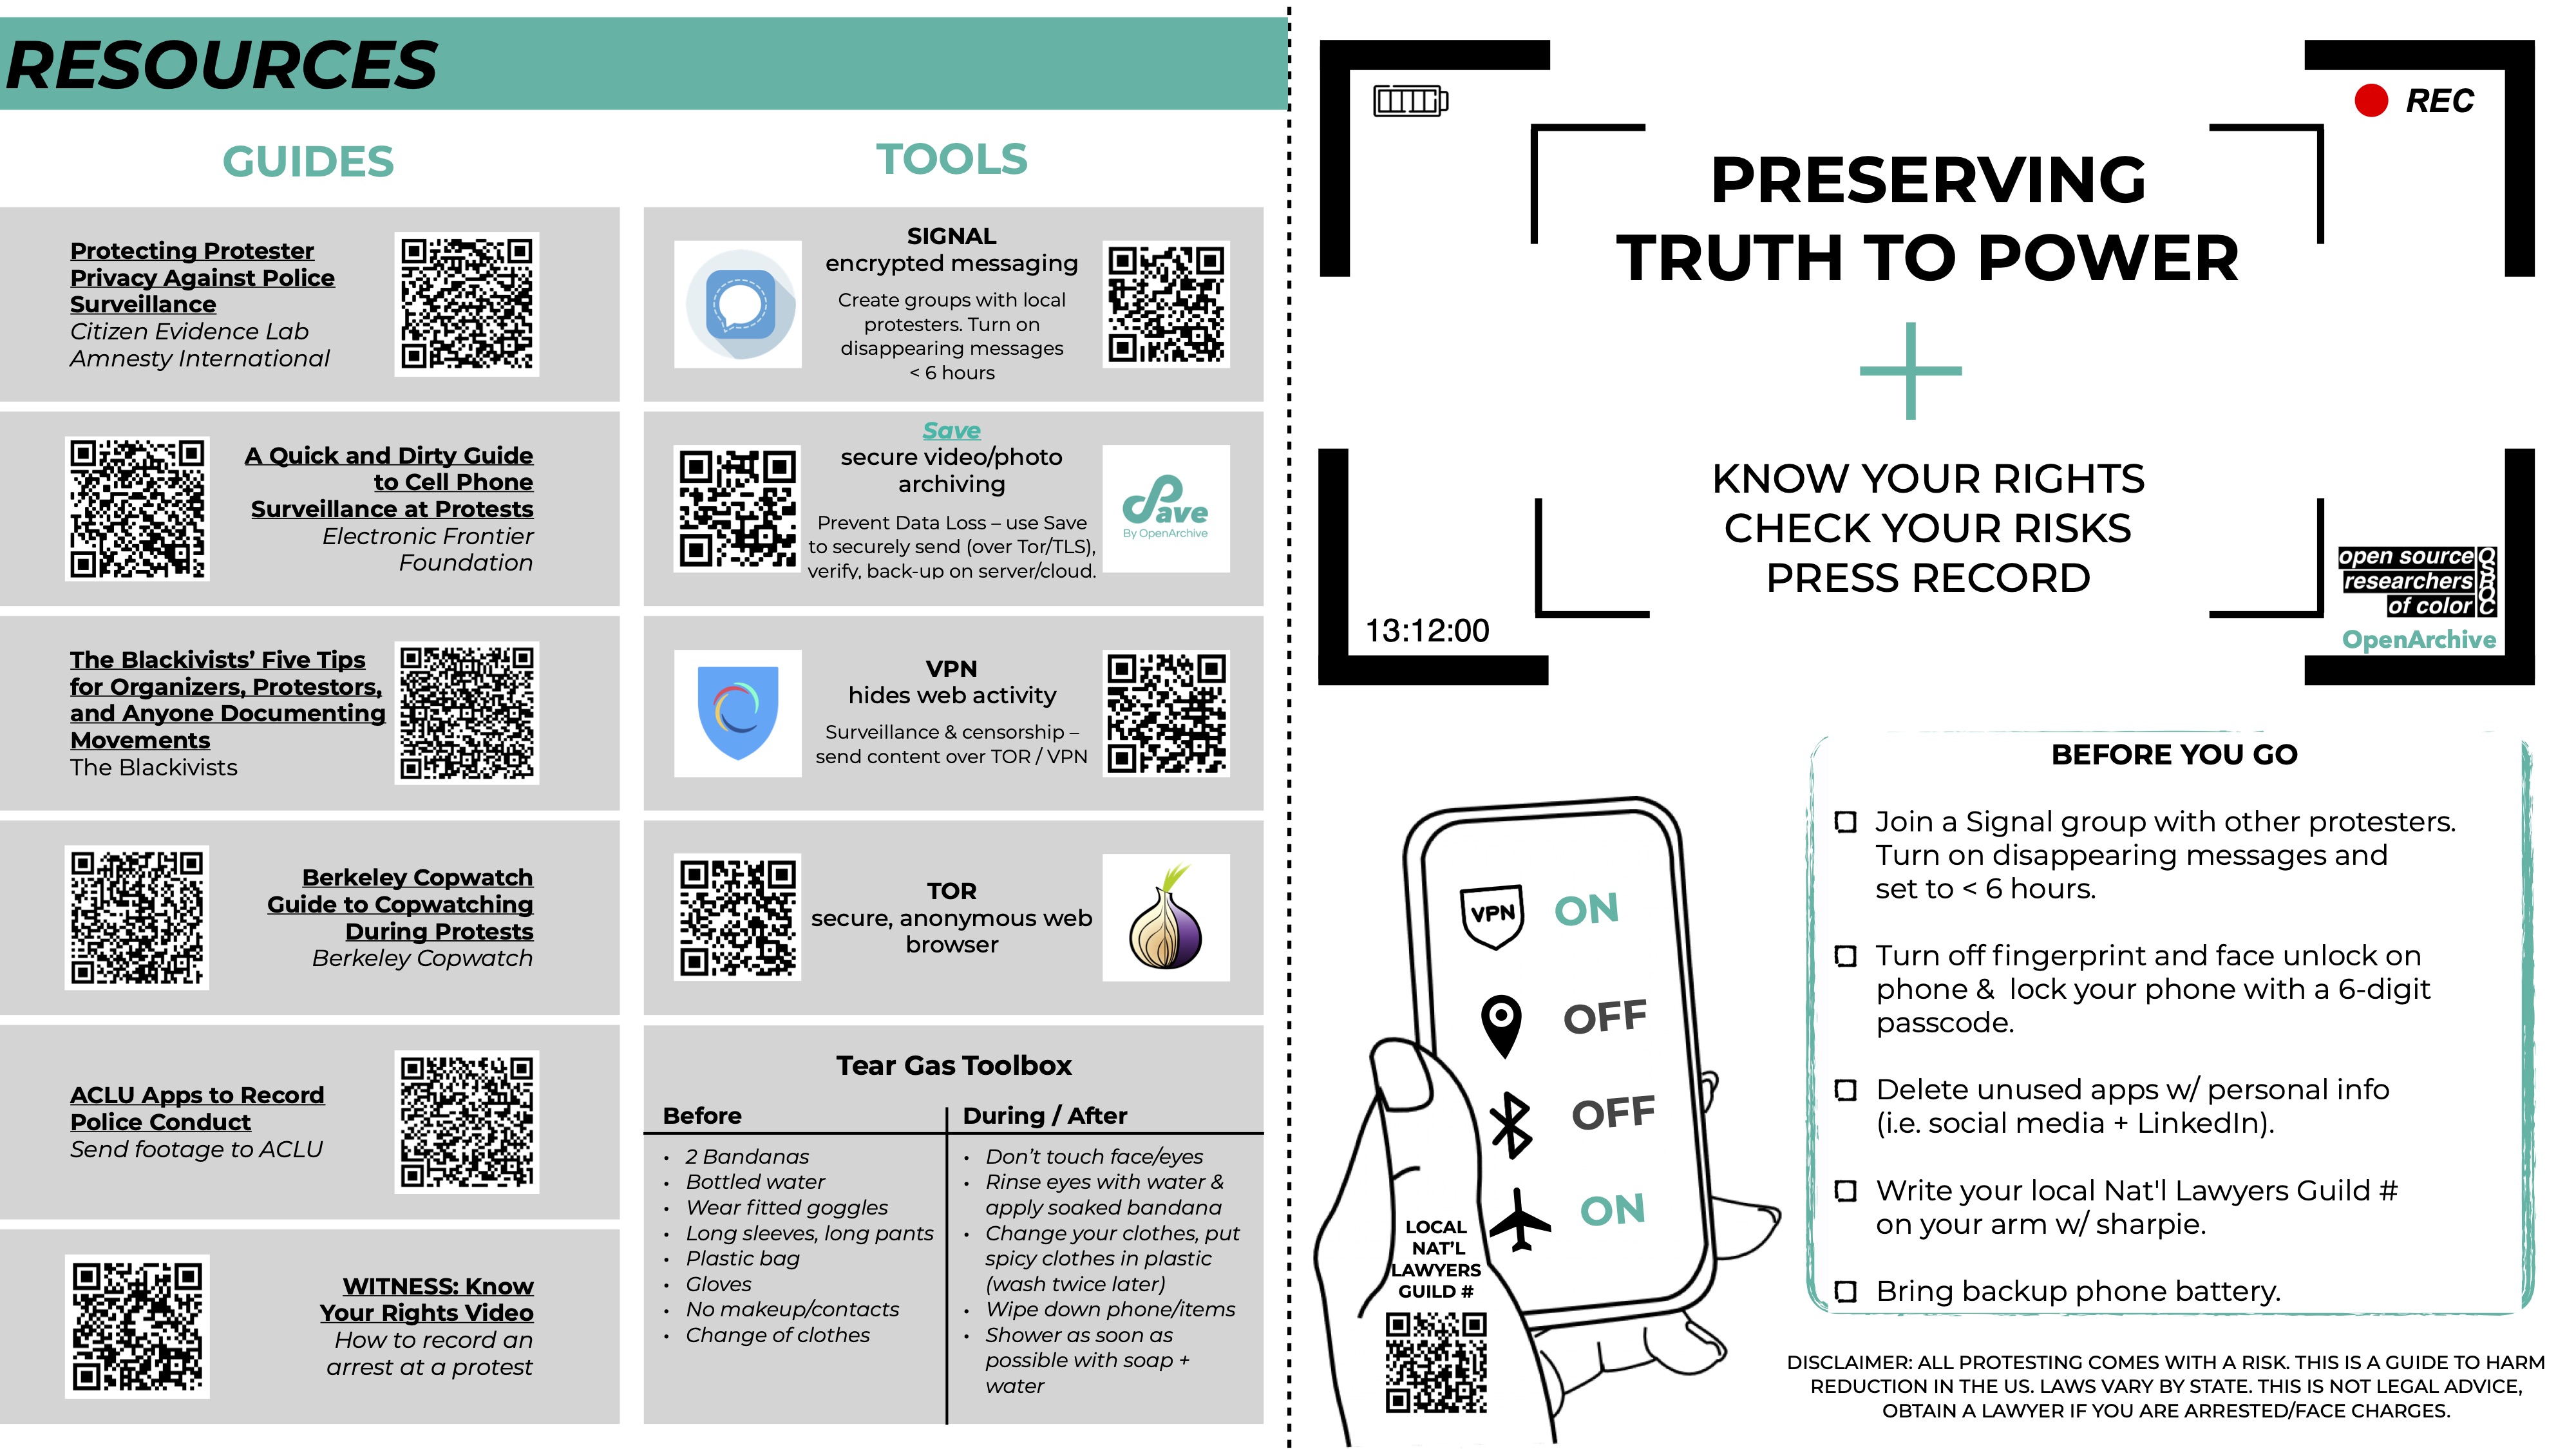 RESOURCES
GUIDES
Protecting Protester
Privacy Against Police
Surveillance
Citizen Evidence Lab
Amnesty International
A Quick and Dirty Guide
to Cell Phone
Surveillance at Protests
Electronic Frontier
Foundation
The Blackivists’ Five Tips
for Organizers, Protestors,
and Anyone Documenting
Movements
The Blackivists
Berkeley Copwatch
Guide to Copwatching
During Protests
Berkeley Copwatch
ACLU Apps to Record
Police Conduct
Send footage to ACLU
WITNESS: Know
Your Rights Video
How to record an
arrest at a protest
TOOLS
SIGNAL
encrypted messaging
Create groups with local
protesters. Turn on
disappearing messages
< 6 hours
Save
secure video/photo
archiving
Prevent Data Loss – use Save
to securely send (over Tor/TLS),
verify, back-up on server/cloud.
Save
By OpenArchive
VPN
hides web activity
Surveillance & censorship –
send content over TOR / VPN
TOR
secure, anonymous web
browser
Tear Gas Toolbox
Before
• 2 Bandanas
• Bottled water
• Wear fitted goggles
• Long sleeves, long pants
• Plastic bag
• Gloves
• No makeup/contacts
• Change of clothes
During / After
• Don’t touch face/eyes
• Rinse eyes with water &
apply soaked bandana
• Change your clothes, put
spicy clothes in plastic
(wash twice later)
• Wipe down phone/items
• Shower as soon as
possible with soap +
water
REC
PRESERVING
TRUTH TO POWER
KNOW YOUR RIGHTS
CHECK YOUR RISKS
PRESS RECORD
13:12:00
open source
researchers
of color
OSROC
OpenArchive
VPN ON
OFF
OFF
ON
LOCAL
NAT’L
LAWYERS
GUILD #
BEFORE YOU GO
Join a Signal group with other protesters.
Turn on disappearing messages and
set to < 6 hours.
Turn off fingerprint and face unlock on
phone & lock your phone with a 6-digit
passcode.
Delete unused apps w/ personal info
(i.e. social media + LinkedIn).
Write your local Nat'l Lawyers Guild #
on your arm w/ sharpie.
Bring backup phone battery.
DISCLAIMER: ALL PROTESTING COMES WITH A RISK. THIS IS A GUIDE TO HARM
REDUCTION IN THE US. LAWS VARY BY STATE. THIS IS NOT LEGAL ADVICE,
OBTAIN A LAWYER IF YOU ARE ARRESTED/FACE CHARGES.